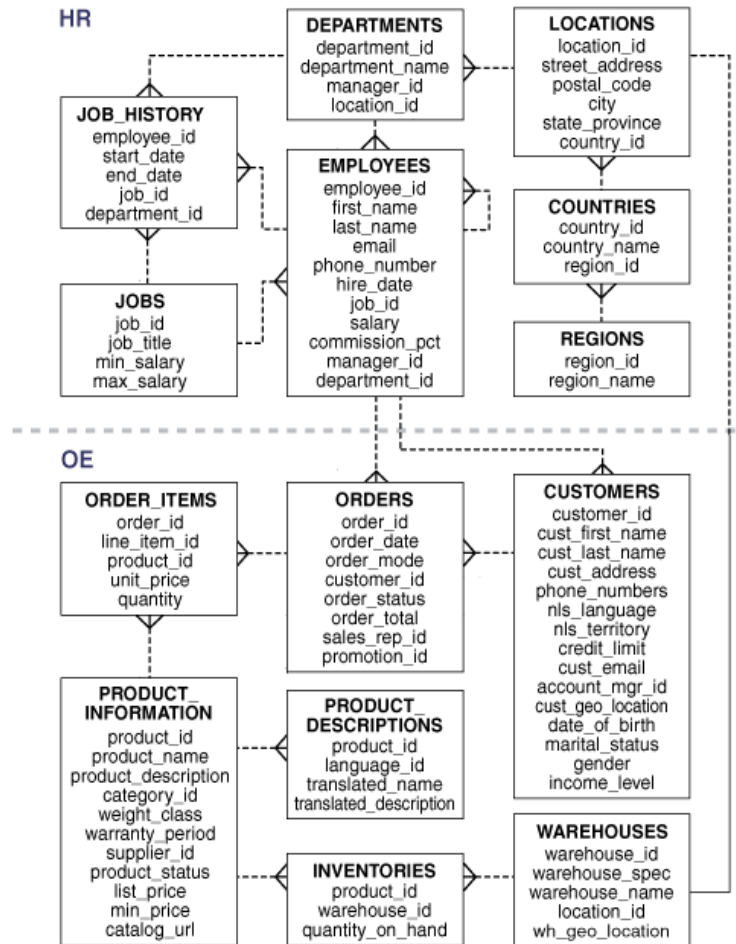 HR
DEPARTMENTS
department_id
department_name
manager_id
location_id
LOCATIONS
location_id
street_address
postal_code
city
state_province
country_id
JOB_HISTORY
employee_id
start_date
end_date
job_id
department_id
EMPLOYEES
employee_id
first_name
last_name
email
phone_number
hire_date
job_id
salary
commission_pct
manager_id
department_id
COUNTRIES
country_id
country_name
region_id
JOBS
job_id
job_title
min_salary
max_salary
REGIONS
region_id
region_name
OE
ORDER_ITEMS
order_id
line_item_id
product_id
unit_price
quantity
ORDERS
order_id
order_date
order_mode
customer_id
order_status
order_total
sales_rep_id
promotion_id
CUSTOMERS
customer_id
cust_first_name
cust_last_name
cust_address
phone_numbers
nls_language
nls_territory
credit_limit
cust_email
account_mgr_id
cust_geo_location
date_of_birth
marital_status
gender
income_level
PRODUCT_
INFORMATION
product_id
product_name
product_description
category_id
weight_class
warranty_period
supplier_id
product_status
list_price
min_price
catalog_url
PRODUCT_
DESCRIPTIONS
product_id
language_id
translated_name
translated_description
INVENTORIES
product_id
warehouse_id
quantity_on_hand
WAREHOUSES
warehouse_id
warehouse_spec
warehouse_name
location_id
wh_geo_location